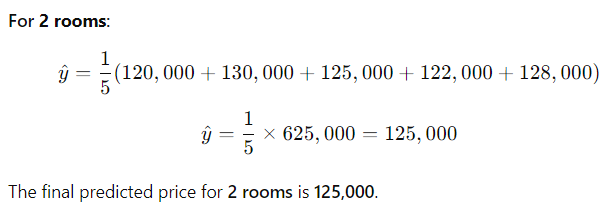 For 2 rooms:
ŷ = 1/5 (120, 000 + 130, 000 + 125, 000 + 122, 000 + 128, 000)
ŷ = 1/5 × 625, 000 = 125, 000
The final predicted price for 2 rooms is 125,000.